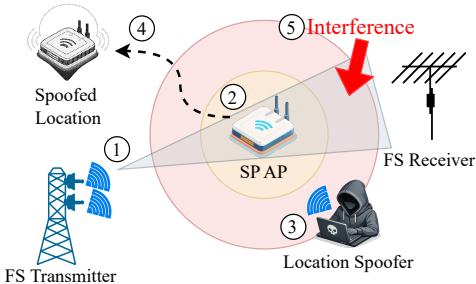 ④
⑤ Interference
②
Spoofed
Location
①
SP AP
FS Receiver
③
Location Spoofer
FS Transmitter